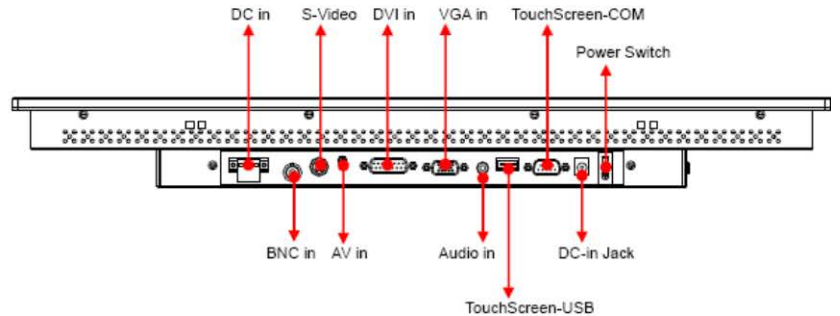 DC in
S-Video
DVI in
VGA in
TouchScreen-COM
Power Switch
BNC in
AV in
Audio in
DC-in Jack
TouchScreen-USB